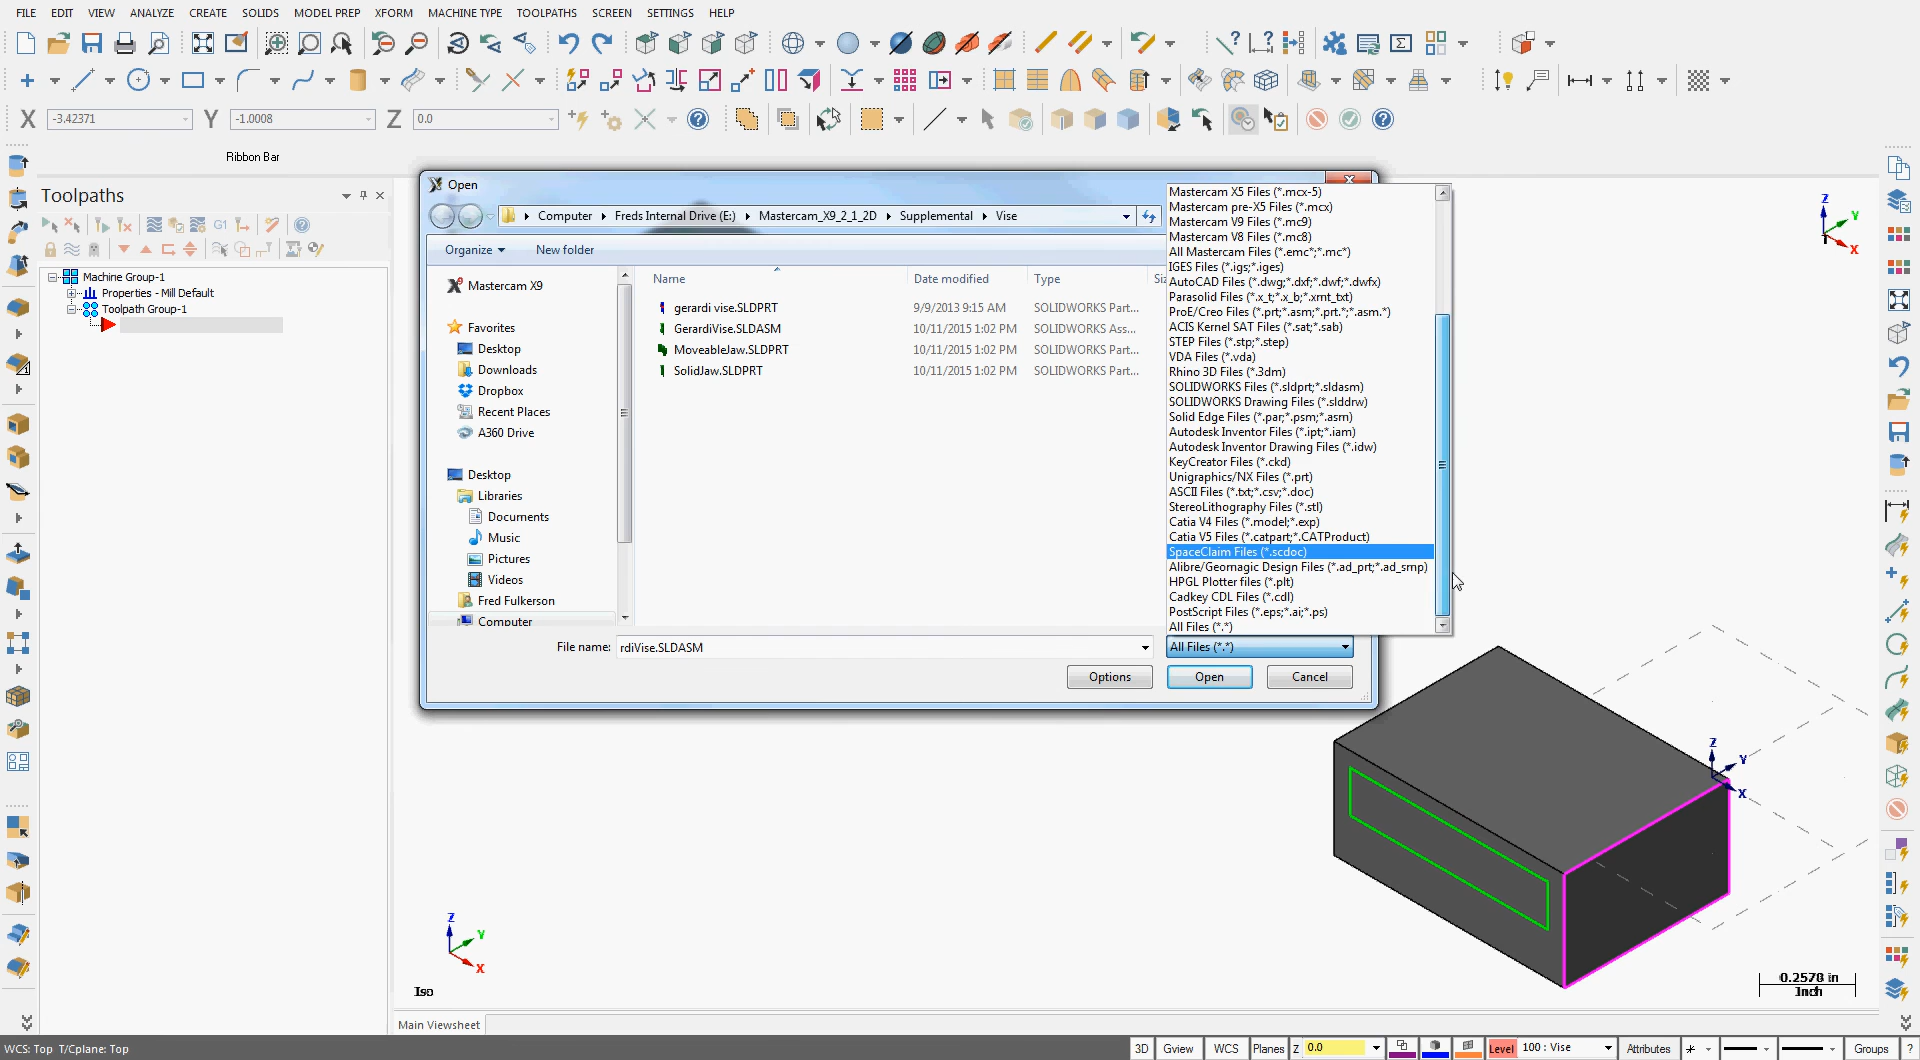 FILE EDIT VIEW ANALYZE CREATE SOLIDS MODEL PREP XFORM MACHINE TYPE TOOLPATHS SCREEN SETTINGS HELP
X -3.42371 Y -1.0008 Z 0.0
Ribbon Bar
Toolpaths
G1
Machine Group-1
Properties - Mill Default
Toolpath Group-1
Open
Computer Freds Internal Drive (E:) Mastercam_X9_2_1_2D Supplemental Vise
Organize New folder
Mastercam X9
Favorites
Desktop
Downloads
Dropbox
Recent Places
A360 Drive
Desktop
Libraries
Documents
Music
Pictures
Videos
Fred Fulkerson
Computer
Name Date modified Type Siz
gerardi vise.SLDPRT 9/9/2013 9:15 AM SOLIDWORKS Part...
GerardiVise.SLDASM 10/11/2015 1:02 PM SOLIDWORKS Ass...
MoveableJaw.SLDPRT 10/11/2015 1:02 PM SOLIDWORKS Part...
SolidJaw.SLDPRT 10/11/2015 1:02 PM SOLIDWORKS Part...
Mastercam X5 Files (*.mcx-5)
Mastercam pre-X5 Files (*.mcx)
Mastercam V9 Files (*.mc9)
Mastercam V8 Files (*.mc8)
All Mastercam Files (*.emc*;*.mc*)
IGES Files (*.igs;*.iges)
AutoCAD Files (*.dwg;*.dxf;*.dwf;*.dwfx)
Parasolid Files (*.x_t;*.x_b;*.xmt_txt)
ProE/Creo Files (*.prt;*.asm;*.prt.*;*.asm.*)
ACIS Kernel SAT Files (*.sat;*.sab)
STEP Files (*.stp;*.step)
VDA Files (*.vda)
Rhino 3D Files (*.3dm)
SOLIDWORKS Files (*.sldprt;*.sldasm)
SOLIDWORKS Drawing Files (*.slddrw)
Solid Edge Files (*.par;*.psm;*.asm)
Autodesk Inventor Files (*.ipt;*.iam)
Autodesk Inventor Drawing Files (*.idw)
KeyCreator Files (*.ckd)
Unigraphics/NX Files (*.prt)
ASCII Files (*.txt;*.csv;*.doc)
StereoLithography Files (*.stl)
Catia V4 Files (*.model;*.exp)
Catia V5 Files (*.catpart;*.CATProduct)
SpaceClaim Files (*.scdoc)
Alibre/Geomagic Design Files (*.ad_prt;*.ad_smp)
HPGL Plotter files (*.plt)
Cadkey CDL Files (*.cdl)
PostScript Files (*.eps;*.ai;*.ps)
All Files (*.*)
File name: rdiVise.SLDASM All Files (*.*)
Options Open Cancel
Z
Y
X
Z
Y
X
Z
Y
X
Iso
0.2578 in
Inch
Main Viewsheet
WCS: Top T/Cplane: Top
3D Gview WCS Planes Z 0.0 Level 100 : Vise Attributes Groups ?